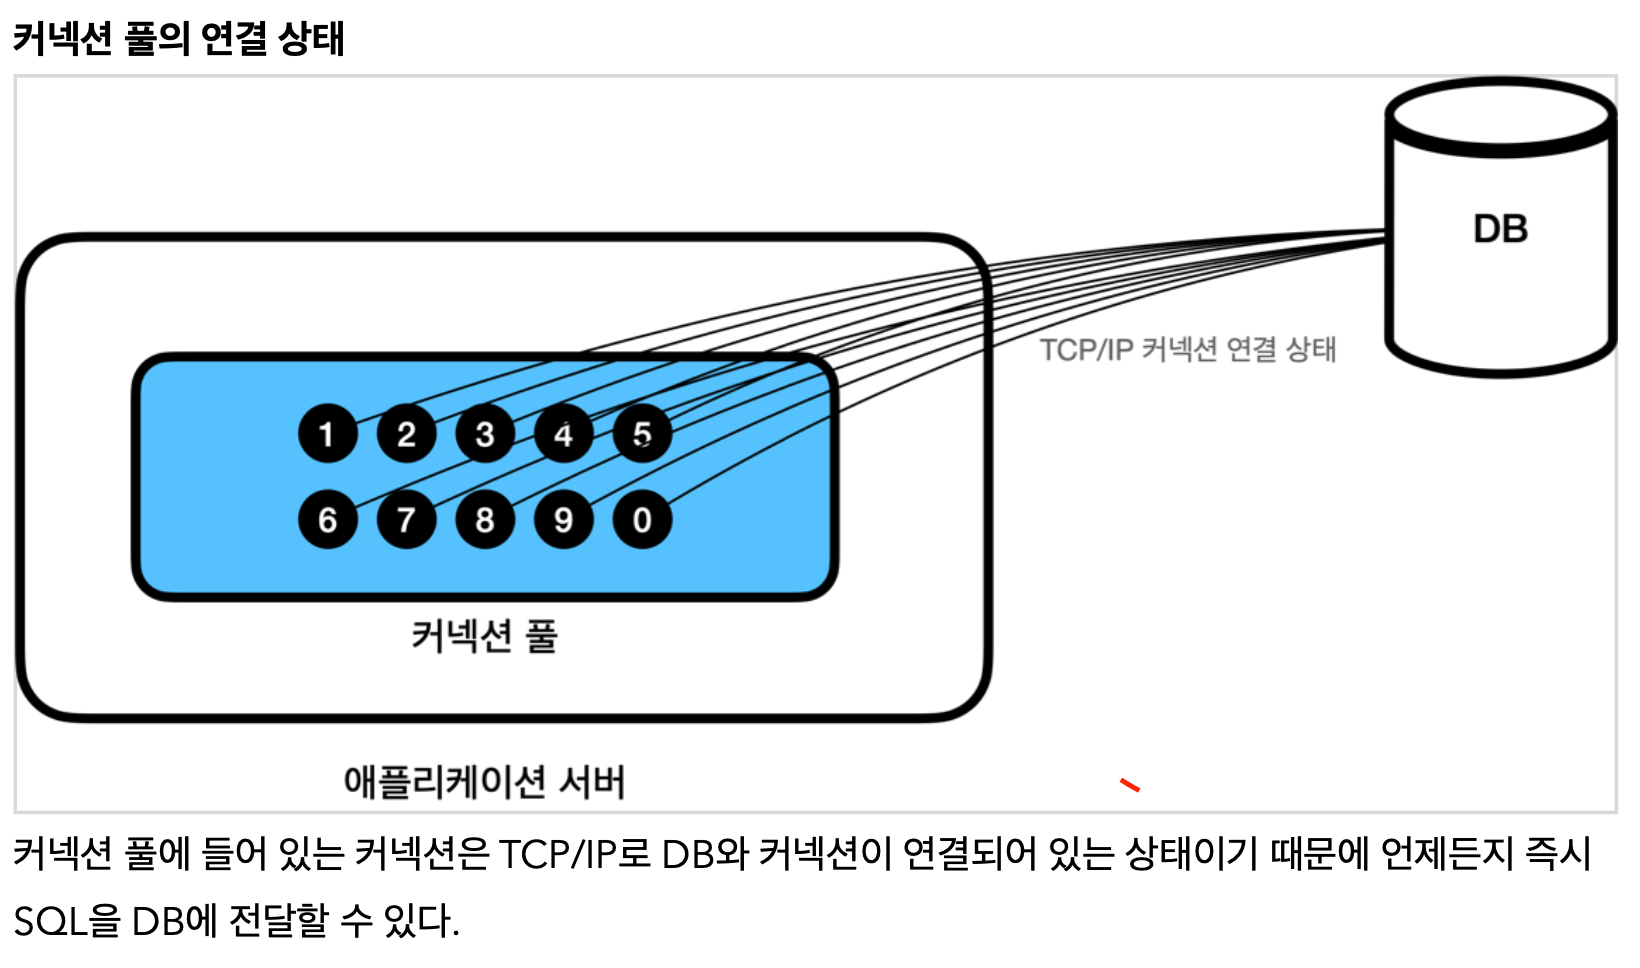 커넥션 풀의 연결 상태
DB
TCP/IP 커넥션 연결 상태
1 2 3 4 5
6 7 8 9 0
커넥션 풀
애플리케이션 서버
커넥션 풀에 들어 있는 커넥션은 TCP/IP로 DB와 커넥션이 연결되어 있는 상태이기 때문에 언제든지 즉시
SQL을 DB에 전달할 수 있다.